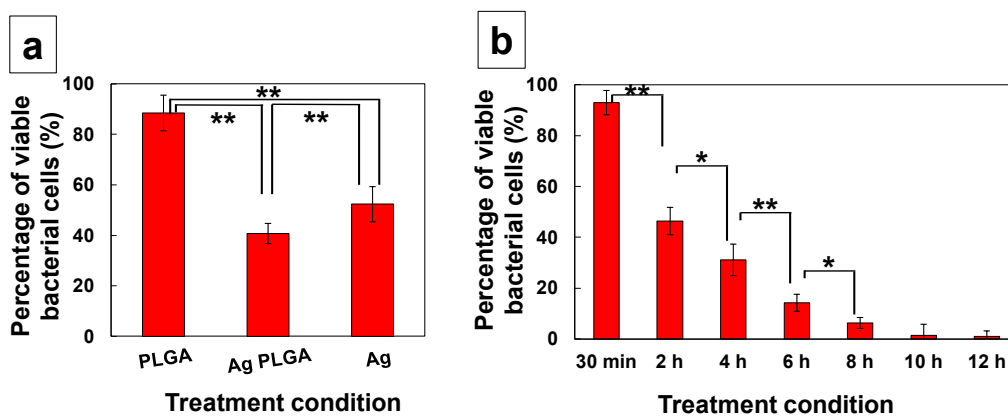 a
Percentage of viable
bacterial cells (%)
100
80
60
40
20
0
**
** **
PLGA Ag PLGA Ag
Treatment condition
b
Percentage of viable
bacterial cells (%)
100
80
60
40
20
0
**
*
**
*
30 min 2 h 4 h 6 h 8 h 10 h 12 h
Treatment condition